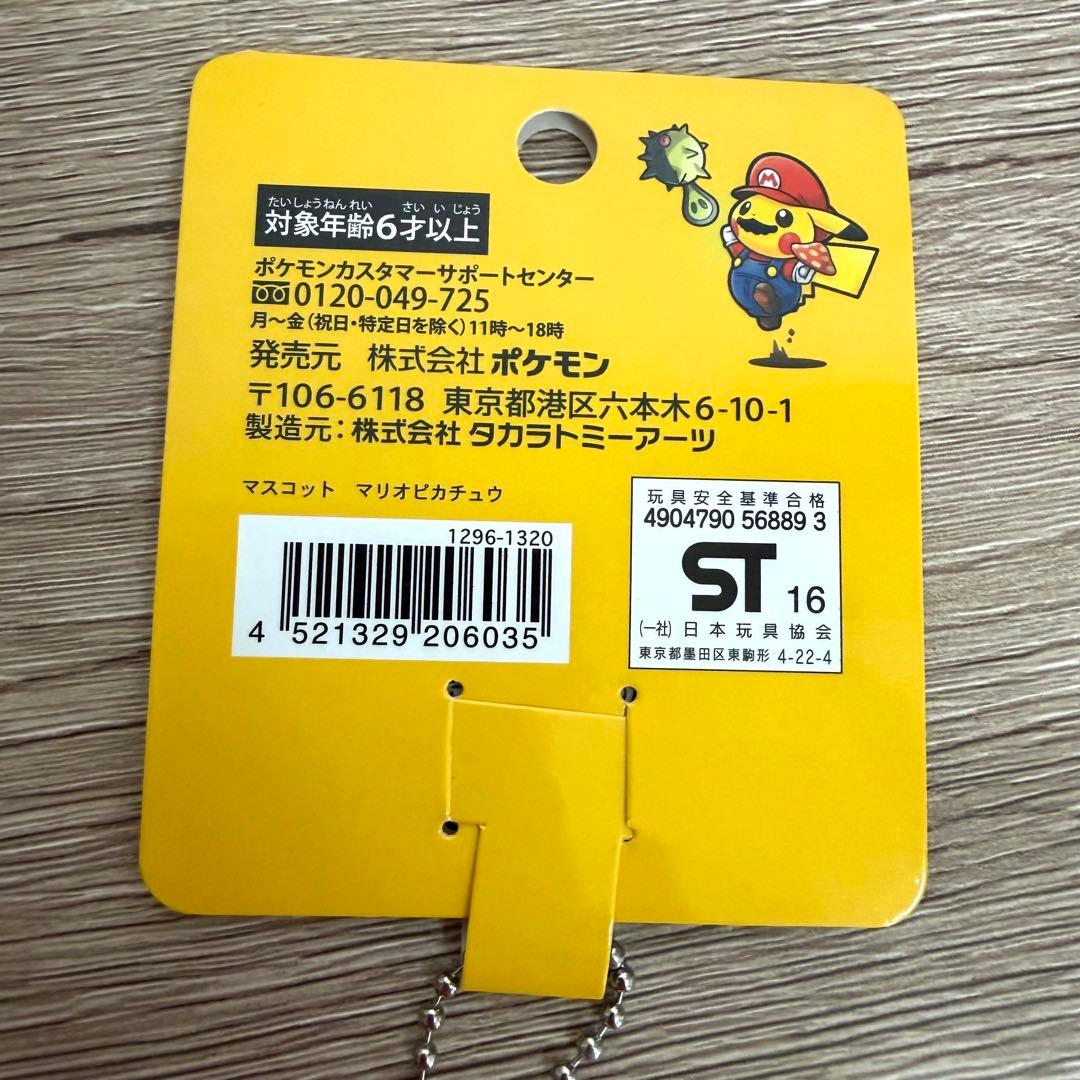 たいしょうねんれい さい い じょう
対象年齢6才以上
ポケモンカスタマーサポートセンター
0120-049-725
月〜金（祝日・特定日を除く）11時〜18時
発売元　株式会社 ポケモン
〒106-6118 東京都港区六本木6-10-1
製造元：株式会社 タカラトミーアーツ
マスコット　マリオピカチュウ
1296-1320
4 521329 206035
玩具安全基準合格
4904790 56889 3
ST 16
(一社) 日本玩具協会
東京都墨田区東駒形 4-22-4
M